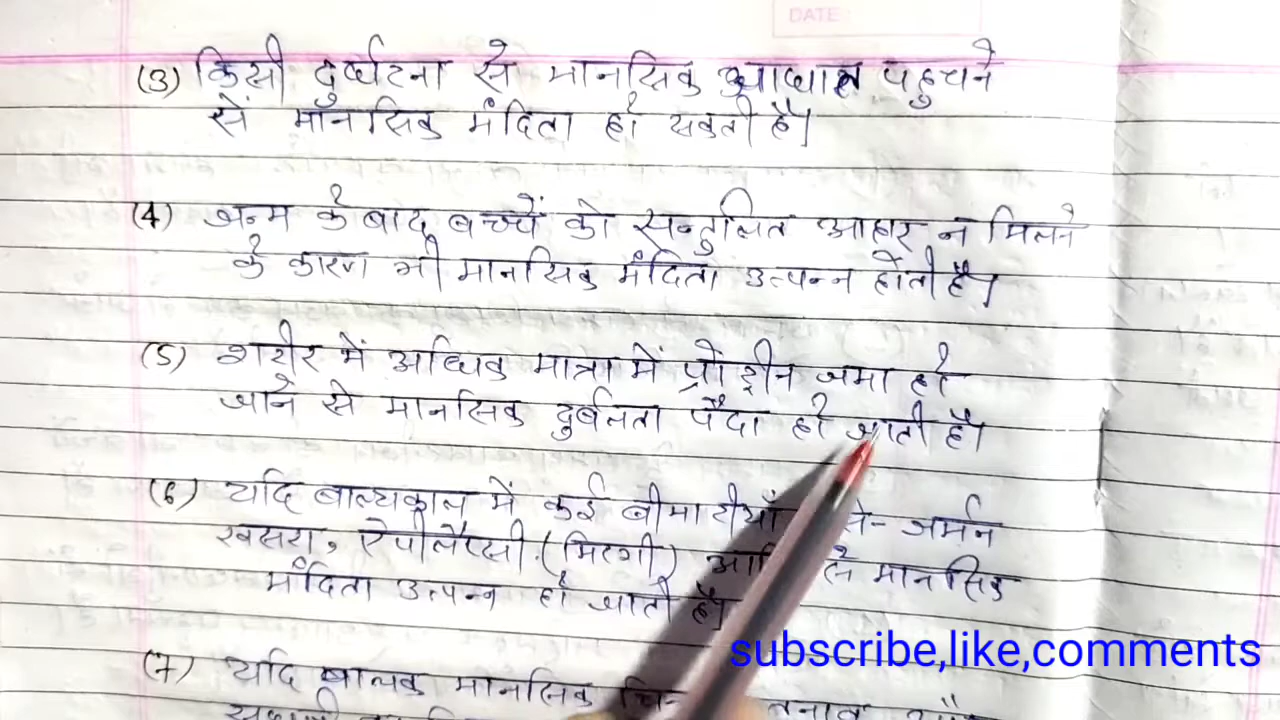 DATE
(3) किसी दुर्घटना से मानसिक आघात पहुचने
से मानसिक मंदिता हो सकती है।
(4) जन्म के बाद बच्चें को सन्तुलित आहार न मिलने
के कारण भी मानसिक मंदिता उत्पन्न होती है।
(5) शरीर में अधिक मात्रा में प्रोटीन जमा हो
जाने से मानसिक दुर्बलता पैदा हो जाती है।
(6) यदि बाल्यकाल में कई बीमारीयाँ जर्मन
खसरा, ऐपीलैप्सी (मिरगी) से मानसिक
मंदिता उत्पन्न हो जाती है।
(7) यदि बालक मानसिक
subscribe,like,comments